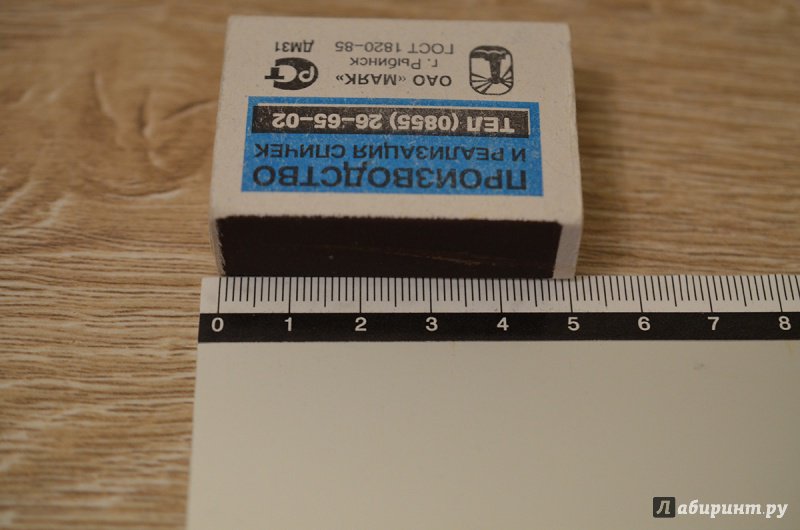 ПРОИЗВОДСТВО
И РЕАЛИЗАЦИЯ СПИЧЕК
ТЕЛ (0855) 26-65-02
ОАО «МАЯК»
г. Рыбинск
ГОСТ 1820-85
ДМ31
РСТ
0 1 2 3 4 5 6 7 8
Лабиринт.ру